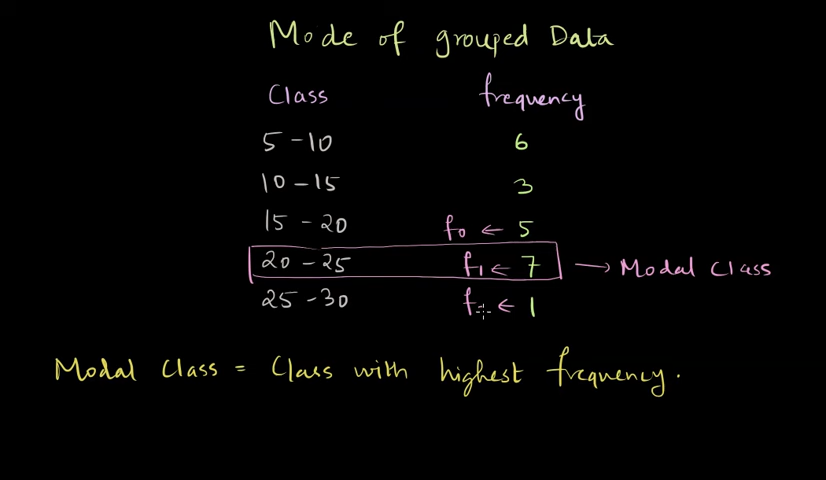 Mode of grouped Data
Class frequency
5-10 6
10-15 3
15-20 f0 ← 5
20-25 f1 ← 7 → Modal Class
25-30 f ← 1
Modal Class = Class with highest frequency.